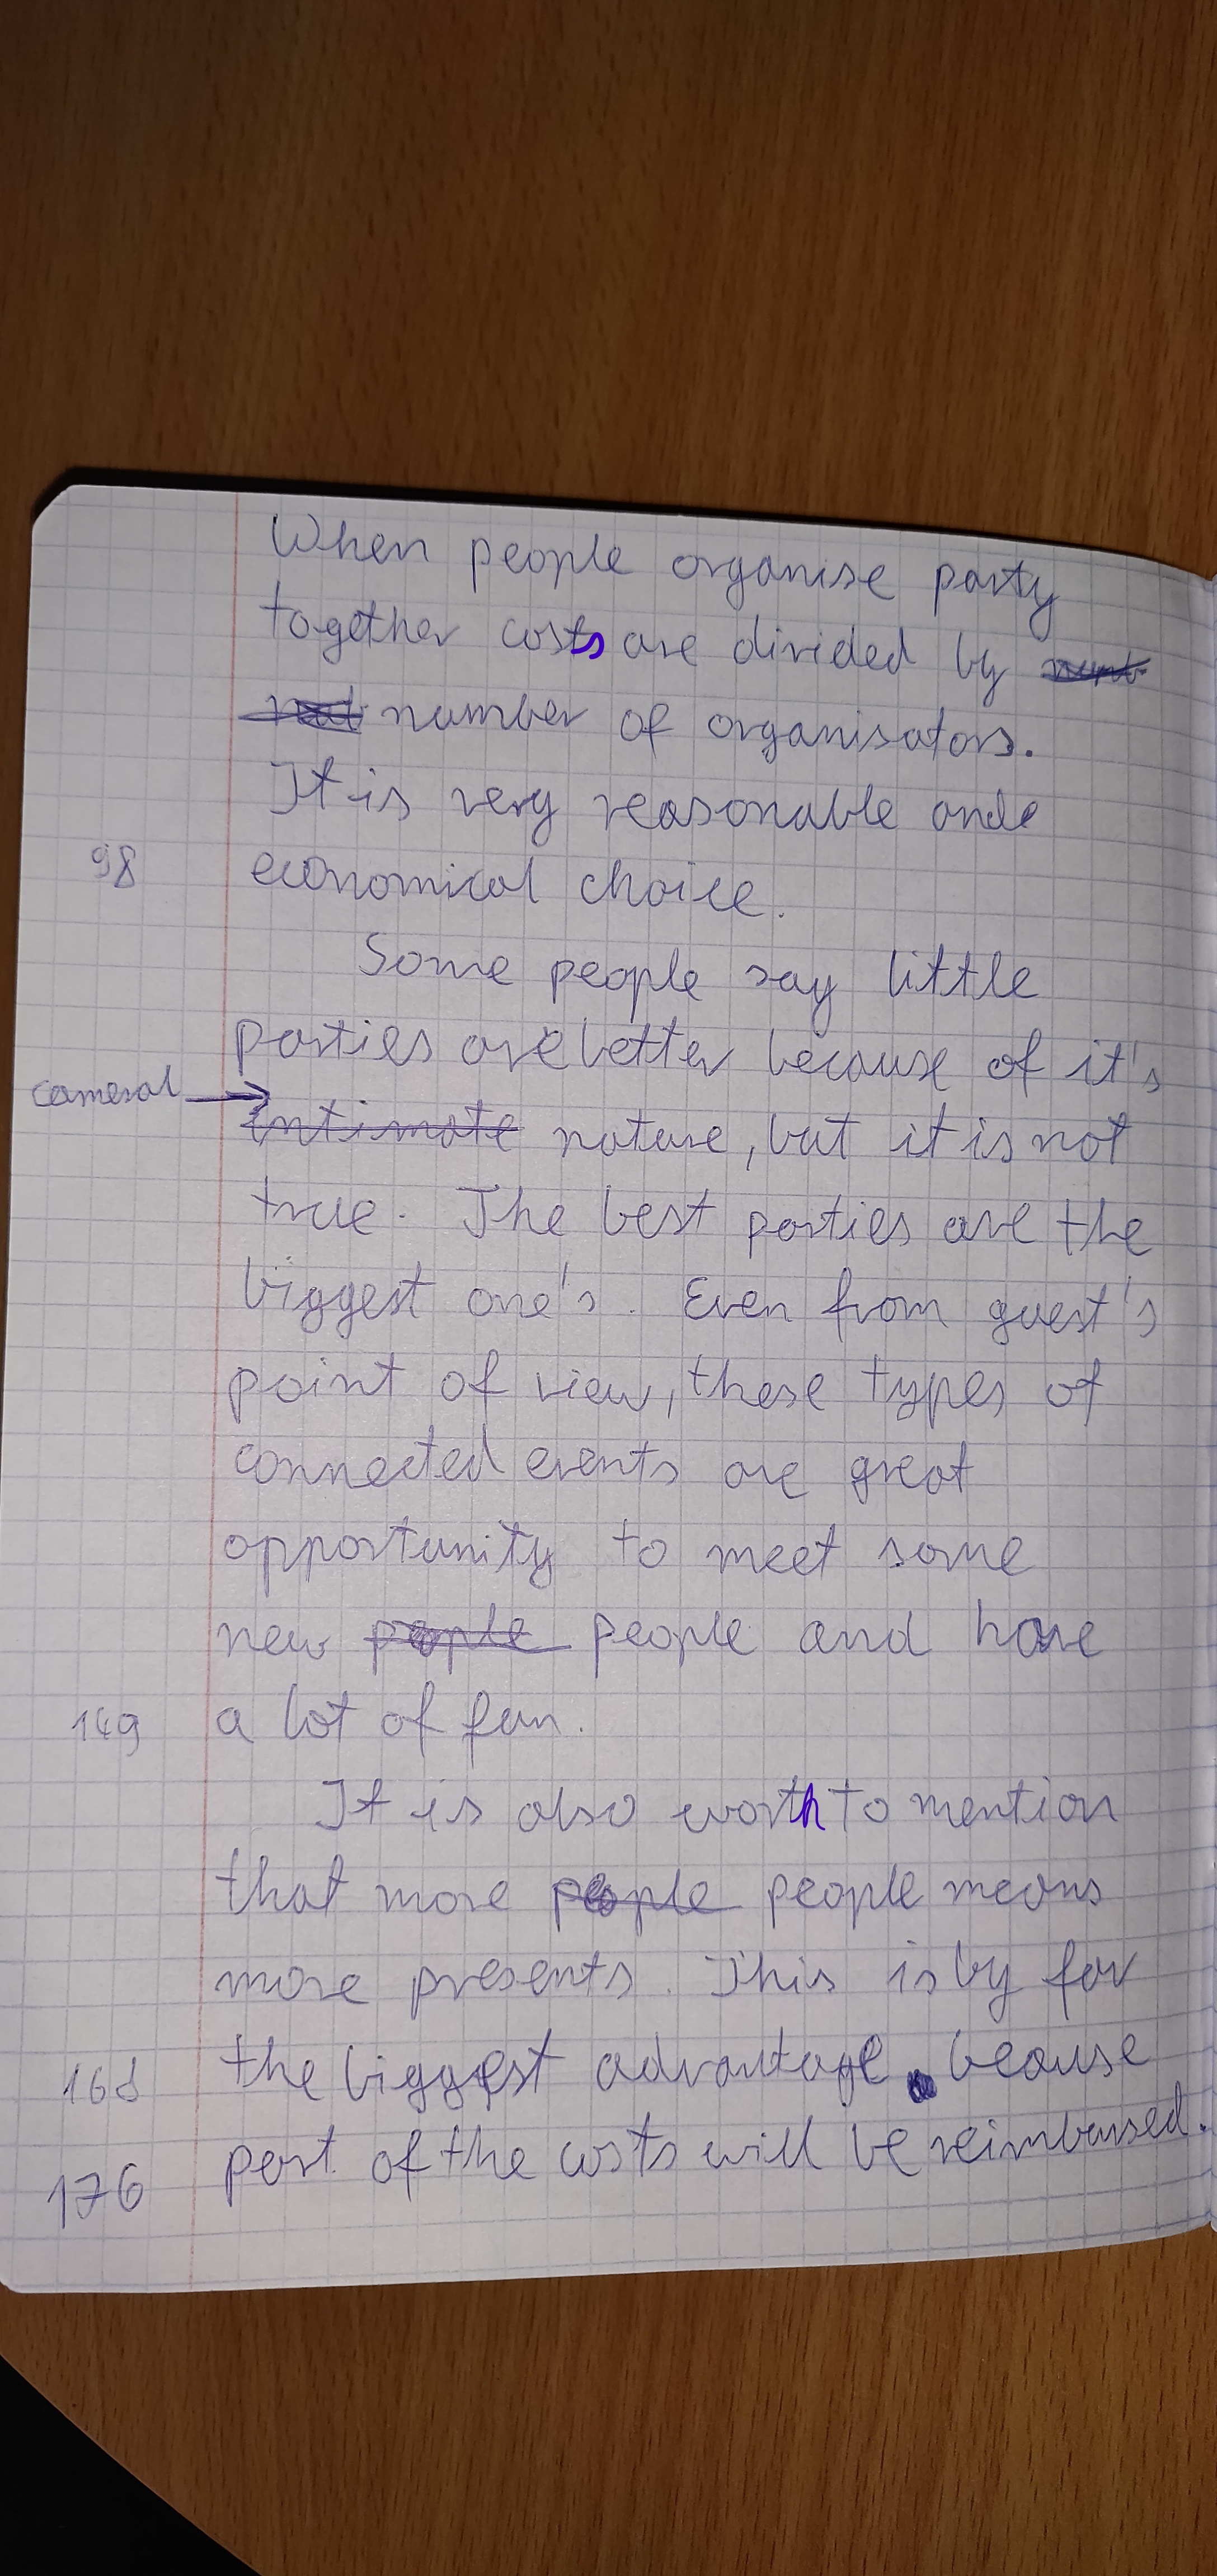 When people organise party
together costs are divided by
number of organisators.
It is very reasonable ande
98 economical choice.
Some people say little
parties are better because of it's
cameral → intimate nature, but it is not
true. The best parties are the
biggest one's. Even from guest's
point of view, these types of
connected events are great
opportunity to meet some
new people people and have
149 a lot of fun.
It is also worth to mention
that more people people means
more presents. This is by far
168 the biggest advantage beause
176 part of the costs will be reimbursed.